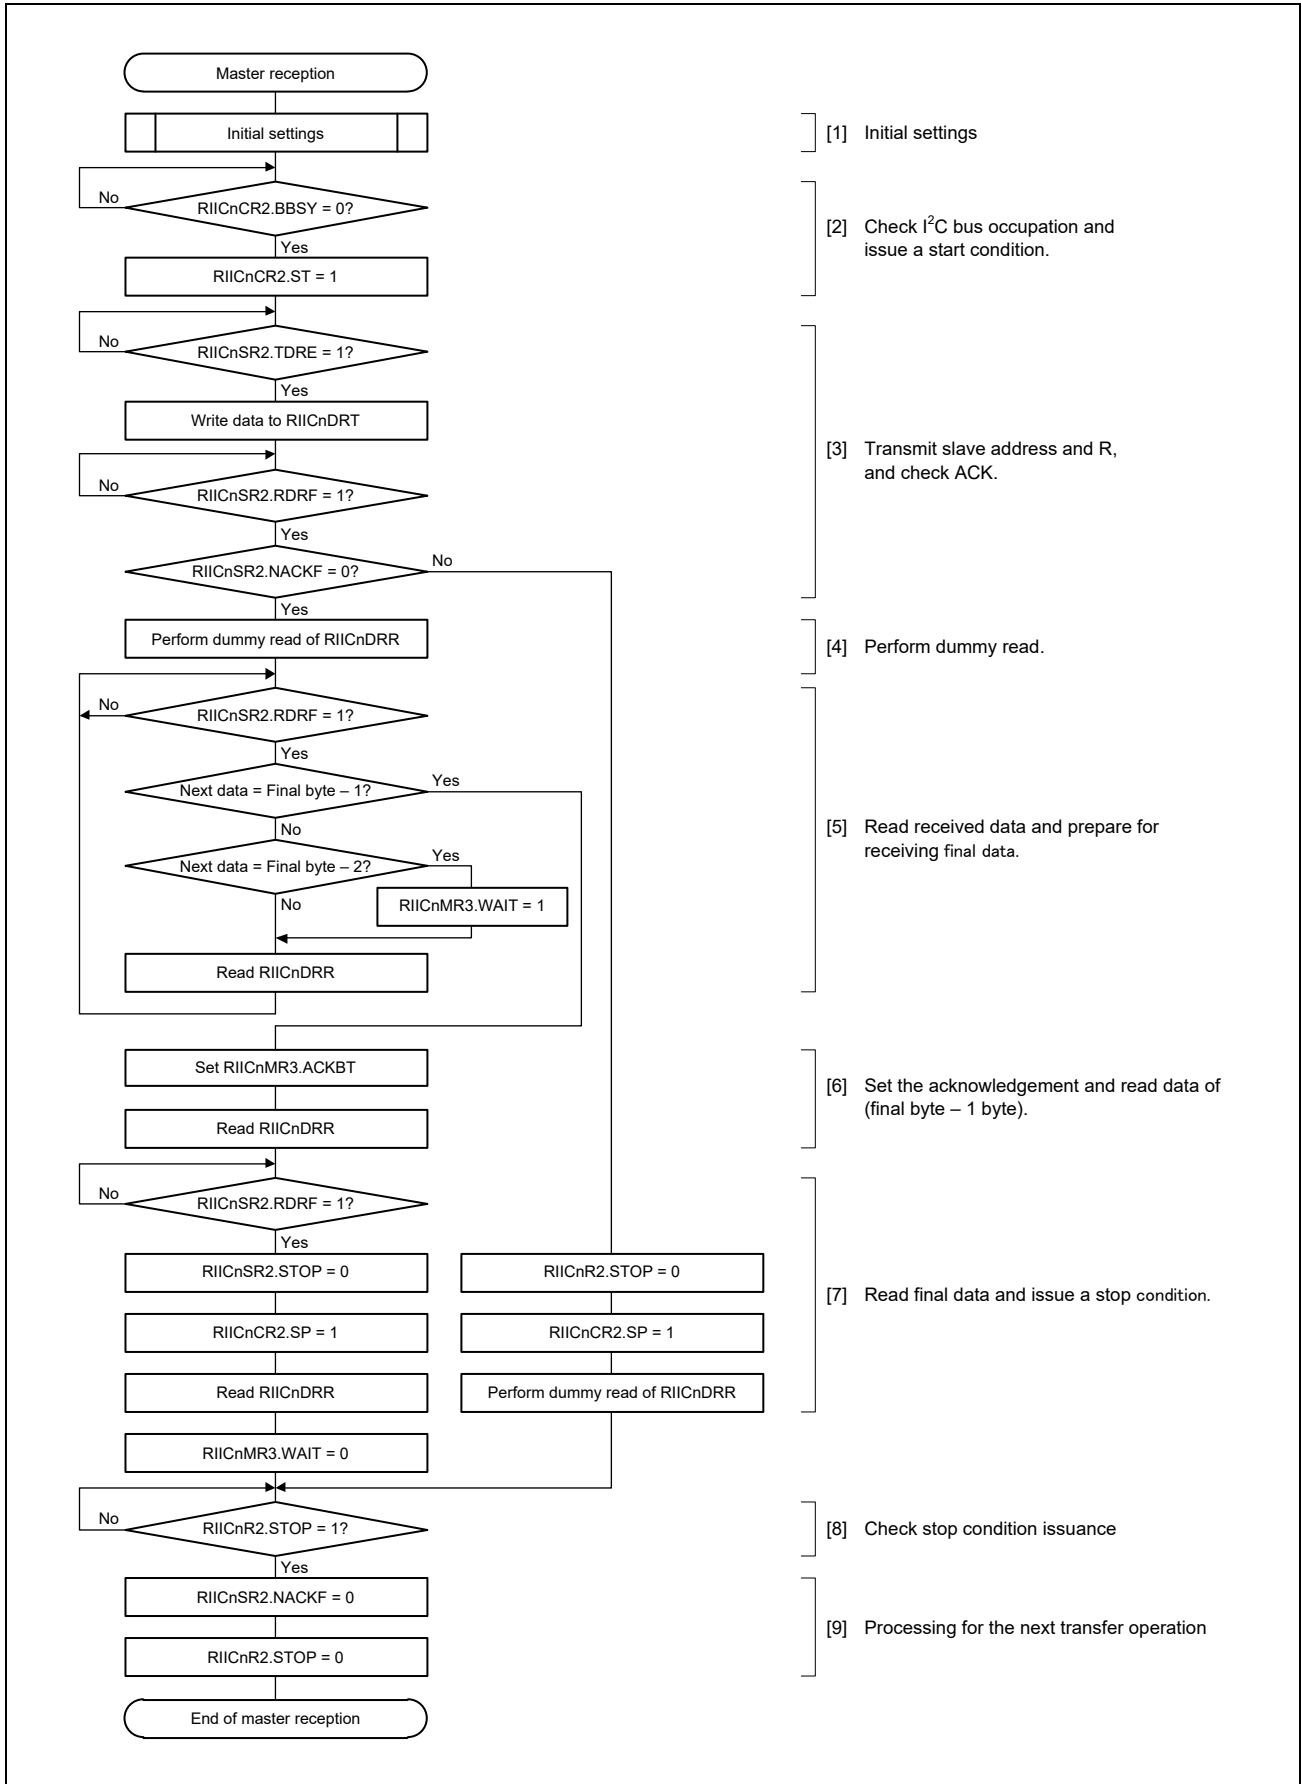 Master reception
Initial settings
[1] Initial settings
No
RIICnCR2.BBSY = 0?
Yes
RIICnCR2.ST = 1
[2] Check I²C bus occupation and
issue a start condition.
No
RIICnSR2.TDRE = 1?
Yes
Write data to RIICnDRT
No
RIICnSR2.RDRF = 1?
Yes
RIICnSR2.NACKF = 0?
No
Yes
[3] Transmit slave address and R,
and check ACK.
Perform dummy read of RIICnDRR
[4] Perform dummy read.
No
RIICnSR2.RDRF = 1?
Yes
Next data = Final byte – 1?
Yes
No
Next data = Final byte – 2?
Yes
No
RIICnMR3.WAIT = 1
Read RIICnDRR
[5] Read received data and prepare for
receiving final data.
Set RIICnMR3.ACKBT
Read RIICnDRR
[6] Set the acknowledgement and read data of
(final byte – 1 byte).
No
RIICnSR2.RDRF = 1?
Yes
RIICnSR2.STOP = 0
RIICnCR2.SP = 1
Read RIICnDRR
RIICnMR3.WAIT = 0
RIICnR2.STOP = 0
RIICnCR2.SP = 1
Perform dummy read of RIICnDRR
[7] Read final data and issue a stop condition.
No
RIICnR2.STOP = 1?
Yes
[8] Check stop condition issuance
RIICnSR2.NACKF = 0
RIICnR2.STOP = 0
[9] Processing for the next transfer operation
End of master reception